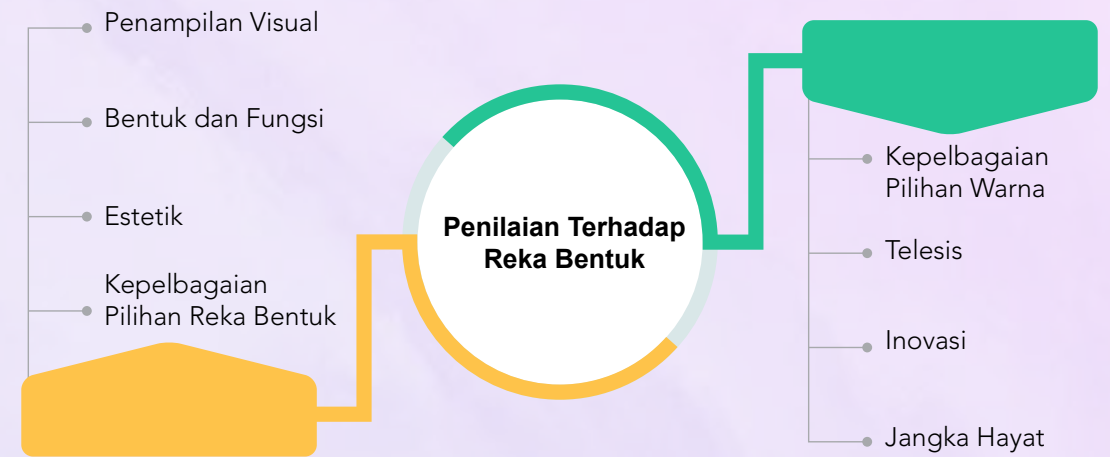 Penampilan Visual
Bentuk dan Fungsi
Estetik
Kepelbagaian
Pilihan Reka Bentuk
Penilaian Terhadap
Reka Bentuk
Kepelbagaian
Pilihan Warna
Telesis
Inovasi
Jangka Hayat